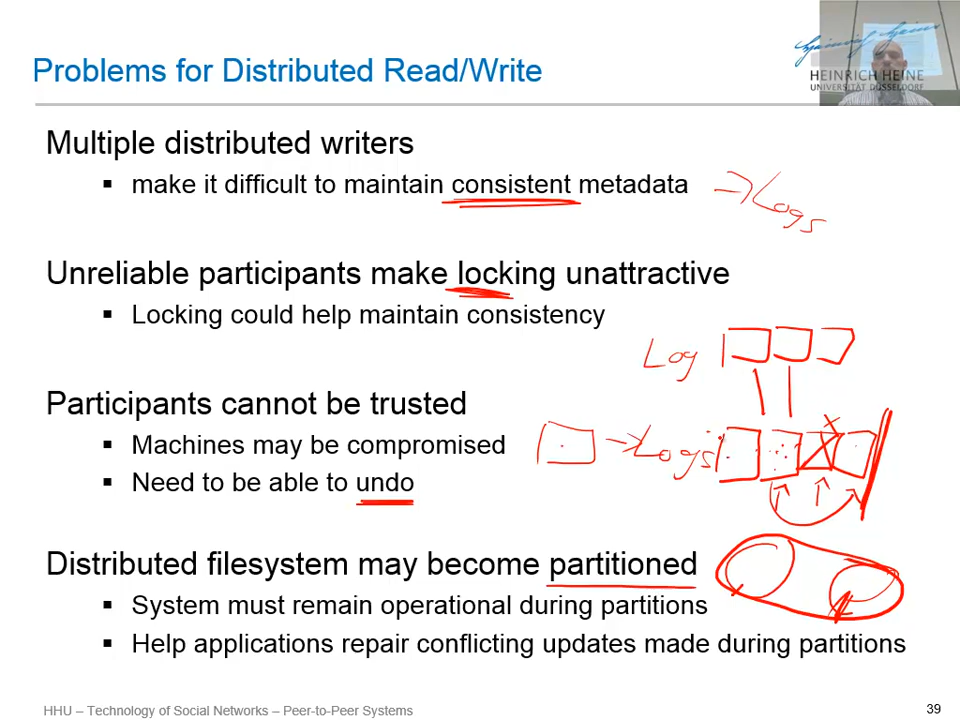 Heinrich Heine
HEINRICH HEINE
UNIVERSITÄT DÜSSELDORF
Problems for Distributed Read/Write
Multiple distributed writers
▪ make it difficult to maintain consistent metadata
→ Logs
Unreliable participants make locking unattractive
▪ Locking could help maintain consistency
Log
Participants cannot be trusted
▪ Machines may be compromised
→ Logs
▪ Need to be able to undo
Distributed filesystem may become partitioned
▪ System must remain operational during partitions
▪ Help applications repair conflicting updates made during partitions
HHU – Technology of Social Networks – Peer-to-Peer Systems
39